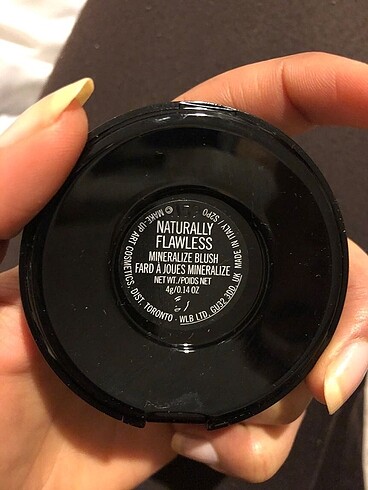 NATURALLY
FLAWLESS
MINERALIZE BLUSH
FARD À JOUES MINERALIZE
NET WT./POIDS NET
4g/0.14 OZ
© MAKE-UP ART COSMETICS, DIST. TORONTO - WLB LTD, GU32 3DD, UK MADE IN ITALY